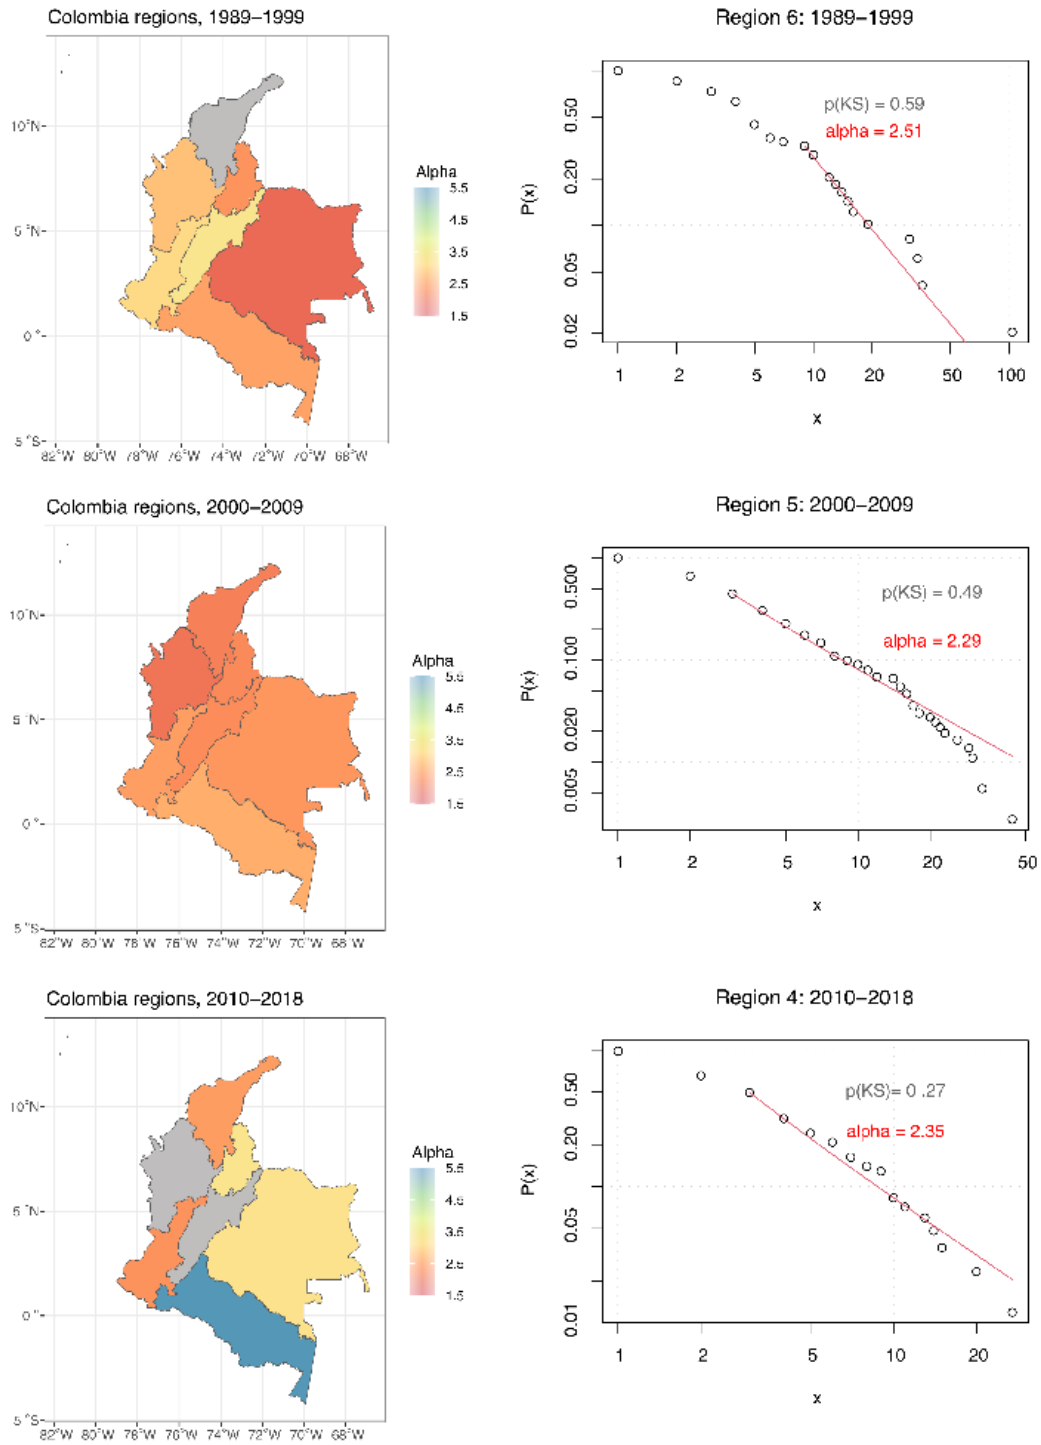 Colombia regions, 1989–1999
10°N
5°N
0°
5°S
82°W 80°W 78°W 76°W 74°W 72°W 70°W 68°W
Alpha
5.5
4.5
3.5
2.5
1.5
Region 6: 1989–1999
p(KS) = 0.59
alpha = 2.51
P(x)
0.50
0.20
0.05
0.02
1 2 5 10 20 50 100
x
Colombia regions, 2000–2009
10°N
5°N
0°
5°S
82°W 80°W 78°W 76°W 74°W 72°W 70°W 68°W
Alpha
5.5
4.5
3.5
2.5
1.5
Region 5: 2000–2009
p(KS) = 0.49
alpha = 2.29
P(x)
0.500
0.100
0.020
0.005
1 2 5 10 20 50
x
Colombia regions, 2010–2018
10°N
5°N
0°
5°S
82°W 80°W 78°W 76°W 74°W 72°W 70°W 68°W
Alpha
5.5
4.5
3.5
2.5
1.5
Region 4: 2010–2018
p(KS)= 0 .27
alpha = 2.35
P(x)
0.50
0.20
0.05
0.01
1 2 5 10 20
x